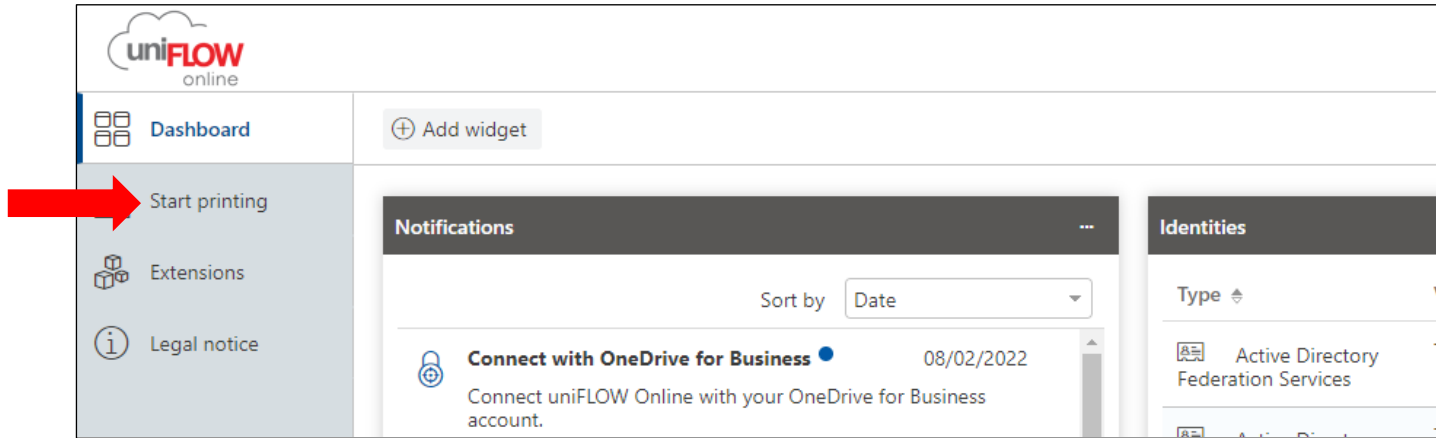 uniFLOW
online
Dashboard
Add widget
Start printing
Extensions
Legal notice
Notifications
Sort by Date
Connect with OneDrive for Business 08/02/2022
Connect uniFLOW Online with your OneDrive for Business
account.
Identities
Type
Active Directory
Federation Services